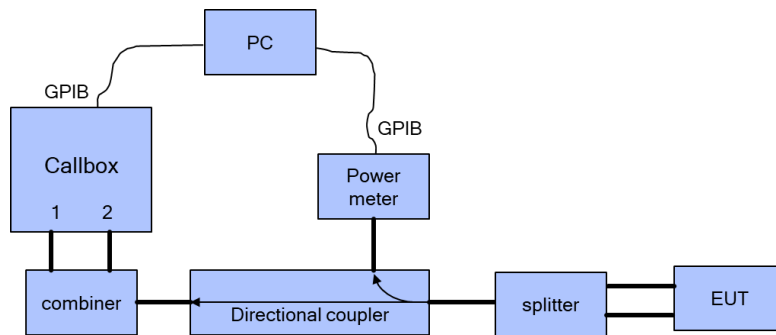 PC
GPIB
GPIB
Callbox
1 2
Power
meter
combiner
Directional coupler
splitter
EUT